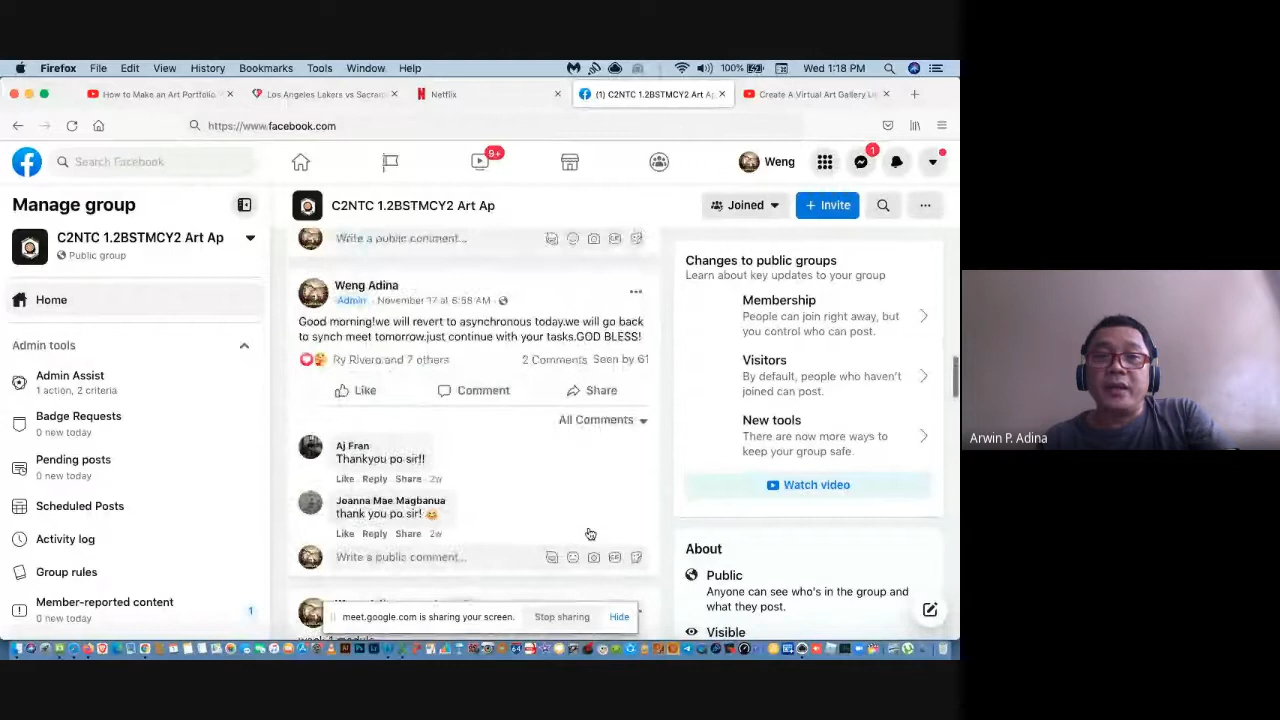 Firefox File Edit View History Bookmarks Tools Window Help 100% Wed 1:18 PM
How to Make an Art Portfolio.
Los Angeles Lakers vs Sacram
Netflix
(1) C2NTC 1.2BSTMCY2 Art Ap
Create A Virtual Art Gallery
https://www.facebook.com
Search Facebook
9+
Weng
1
Manage group
C2NTC 1.2BSTMCY2 Art Ap
Public group
Home
Admin tools
Admin Assist
1 action, 2 criteria
Badge Requests
0 new today
Pending posts
0 new today
Scheduled Posts
Activity log
Group rules
Member-reported content
0 new today
1
C2NTC 1.2BSTMCY2 Art Ap
Joined
+ Invite
Write a public comment...
Weng Adina
Admin
Good morning!we will revert to asynchronous today.we will go back
to synch meet tomorrow.just continue with your tasks.GOD BLESS!
Ry Rivero and 7 others 2 Comments Seen by 61
Like Comment Share
All Comments
Aj Fran
Thankyou po sir!!
Like Reply Share 2w
Joanna Mae Magbanua
thank you po sir!
Like Reply Share 2w
Write a public comment...
meet.google.com is sharing your screen. Stop sharing Hide
Changes to public groups
Learn about key updates to your group
Membership
People can join right away, but
you control who can post.
Visitors
By default, people who haven't
joined can post.
New tools
There are now more ways to
keep your group safe.
Watch video
About
Public
Anyone can see who's in the group and
what they post.
Visible
Arwin P. Adina